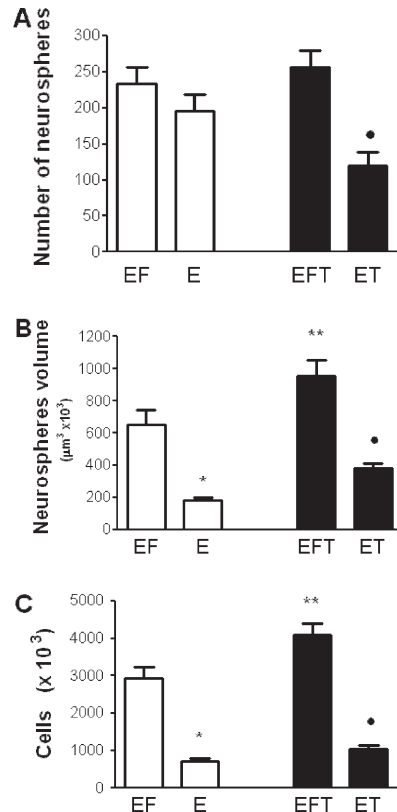 A
Number of neurospheres
300
250
200
150
100
50
0
•
EF E EFT ET
B
Neurospheres volume
(µm³ x10³)
1200
1000
800
600
400
200
0
*
**
•
EF E EFT ET
C
Cells (x 10³)
5000
4000
3000
2000
1000
0
*
**
•
EF E EFT ET